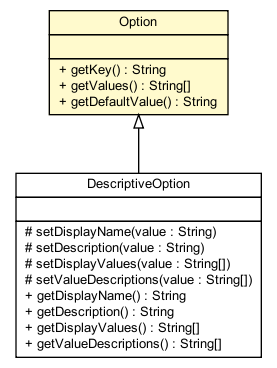 Option
+ getKey() : String
+ getValues() : String[]
+ getDefaultValue() : String
DescriptiveOption
# setDisplayName(value : String)
# setDescription(value : String)
# setDisplayValues(value : String[])
# setValueDescriptions(value : String[])
+ getDisplayName() : String
+ getDescription() : String
+ getDisplayValues() : String[]
+ getValueDescriptions() : String[]